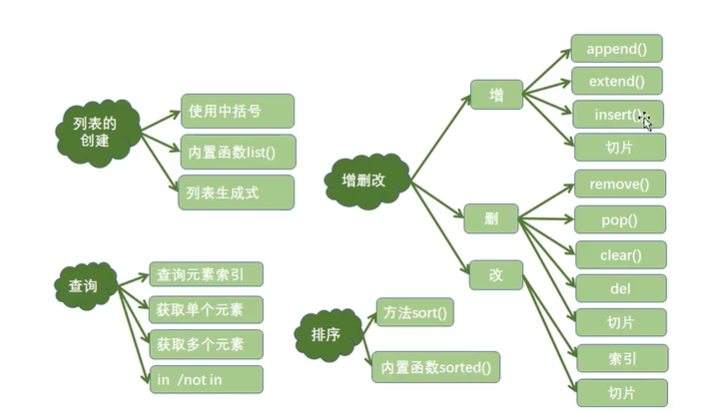 列表的
创建
使用中括号
内置函数list()
列表生成式
查询
查询元素索引
获取单个元素
获取多个元素
in /not in
增删改
增
append()
extend()
insert()
切片
删
remove()
pop()
clear()
del
切片
改
索引
切片
排序
方法sort()
内置函数sorted()